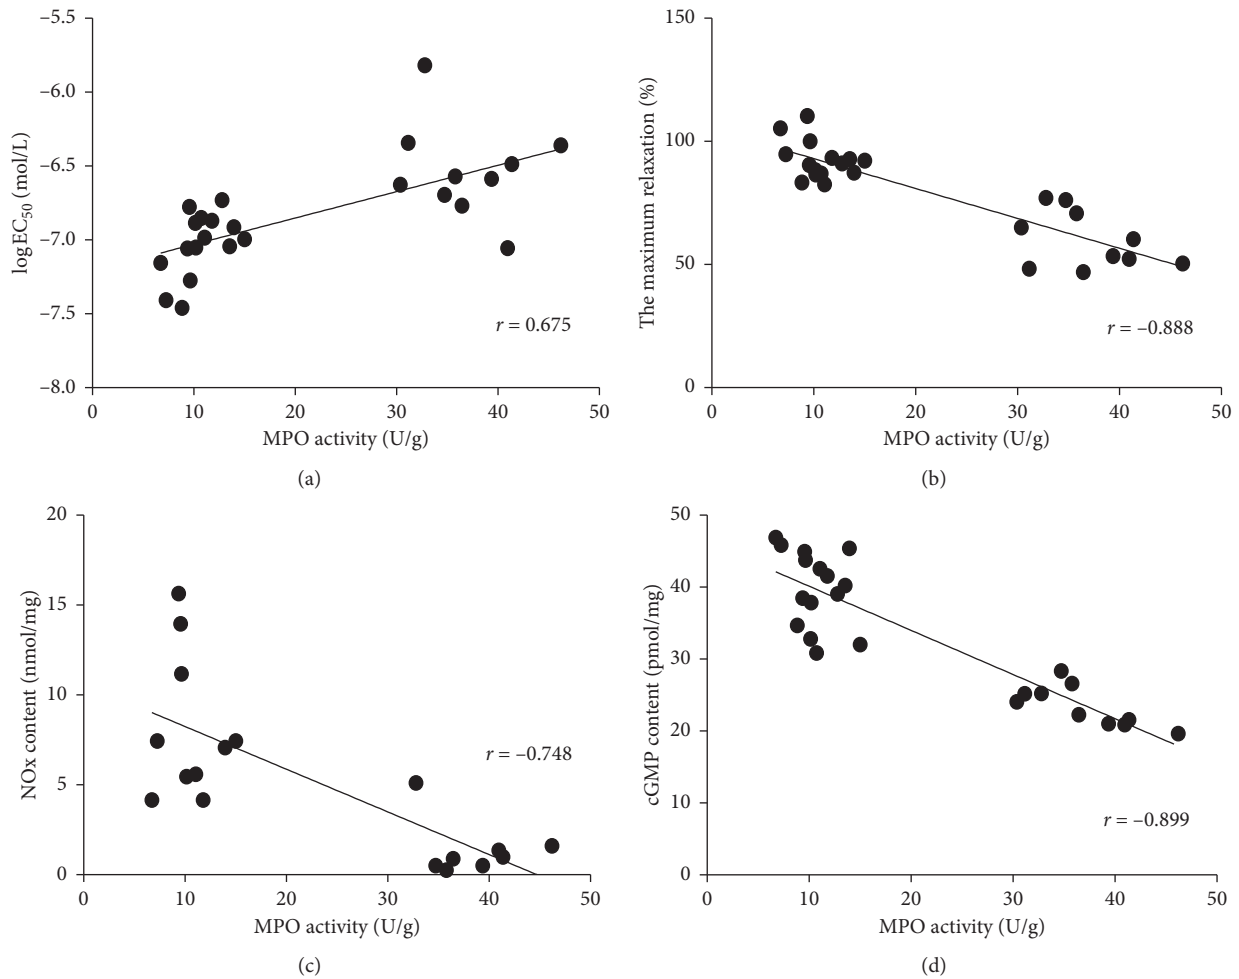 –5.5
–6.0
–6.5
–7.0
–7.5
–8.0
logEC50 (mol/L)
r = 0.675
0 10 20 30 40 50
MPO activity (U/g)
(a)
150
100
50
0
The maximum relaxation (%)
r = –0.888
0 10 20 30 40 50
MPO activity (U/g)
(b)
20
15
10
5
0
NOx content (nmol/mg)
r = –0.748
0 10 20 30 40 50
MPO activity (U/g)
(c)
50
40
30
20
10
0
cGMP content (pmol/mg)
r = –0.899
0 10 20 30 40 50
MPO activity (U/g)
(d)